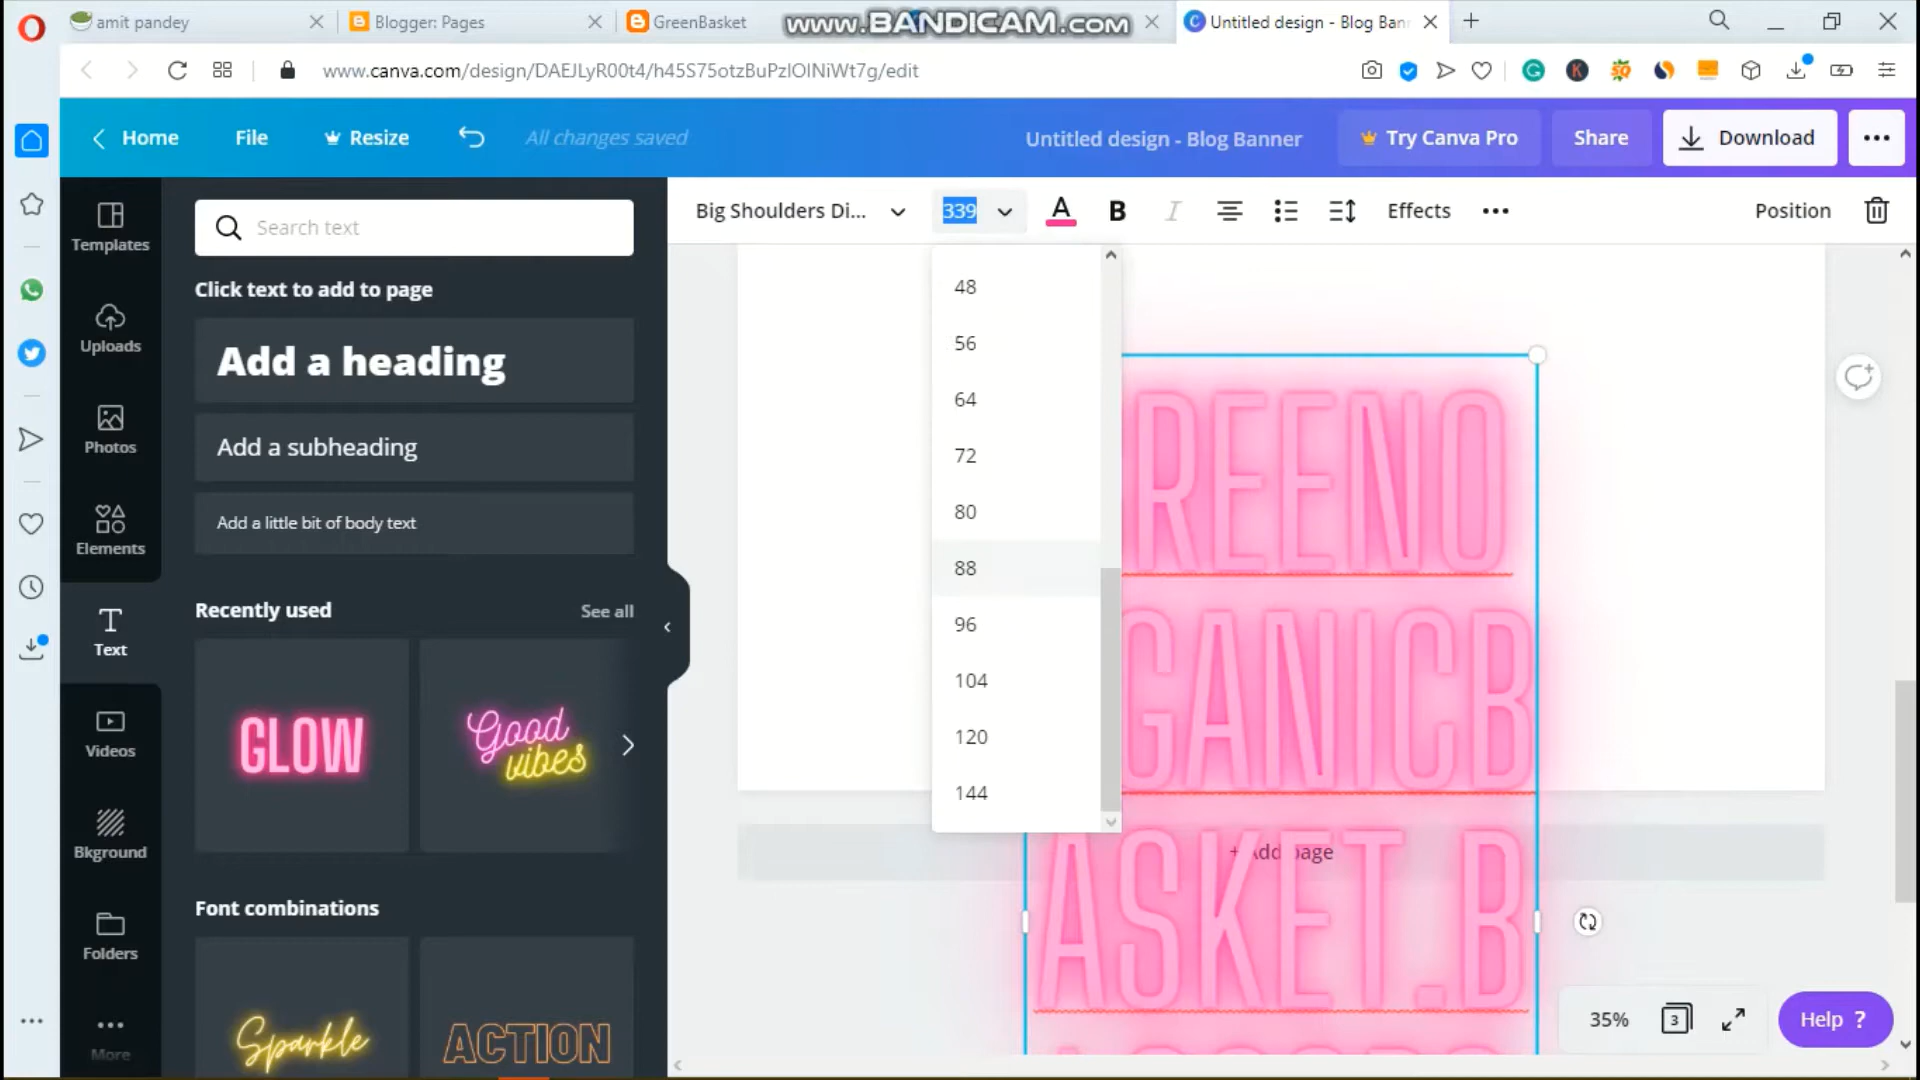 amit pandey
Blogger: Pages
GreenBasket
www.BANDICAM.com
Untitled design - Blog Ban
www.canva.com/design/DAEJLyR00t4/h45S75otzBuPzlOINiWt7g/edit
Home
File
Resize
All changes saved
Untitled design - Blog Banner
Try Canva Pro
Share
Download
Templates
Uploads
Photos
Elements
Text
Videos
Bkground
Folders
More
Search text
Click text to add to page
Add a heading
Add a subheading
Add a little bit of body text
Recently used
See all
GLOW
Good
vibes
Font combinations
Sparkle
ACTION
Big Shoulders Di...
339
A
B
I
Effects
Position
48
56
64
72
80
88
96
104
120
144
REENO
GANICB
ASKET.B
+ Add page
35%
3
Help ?